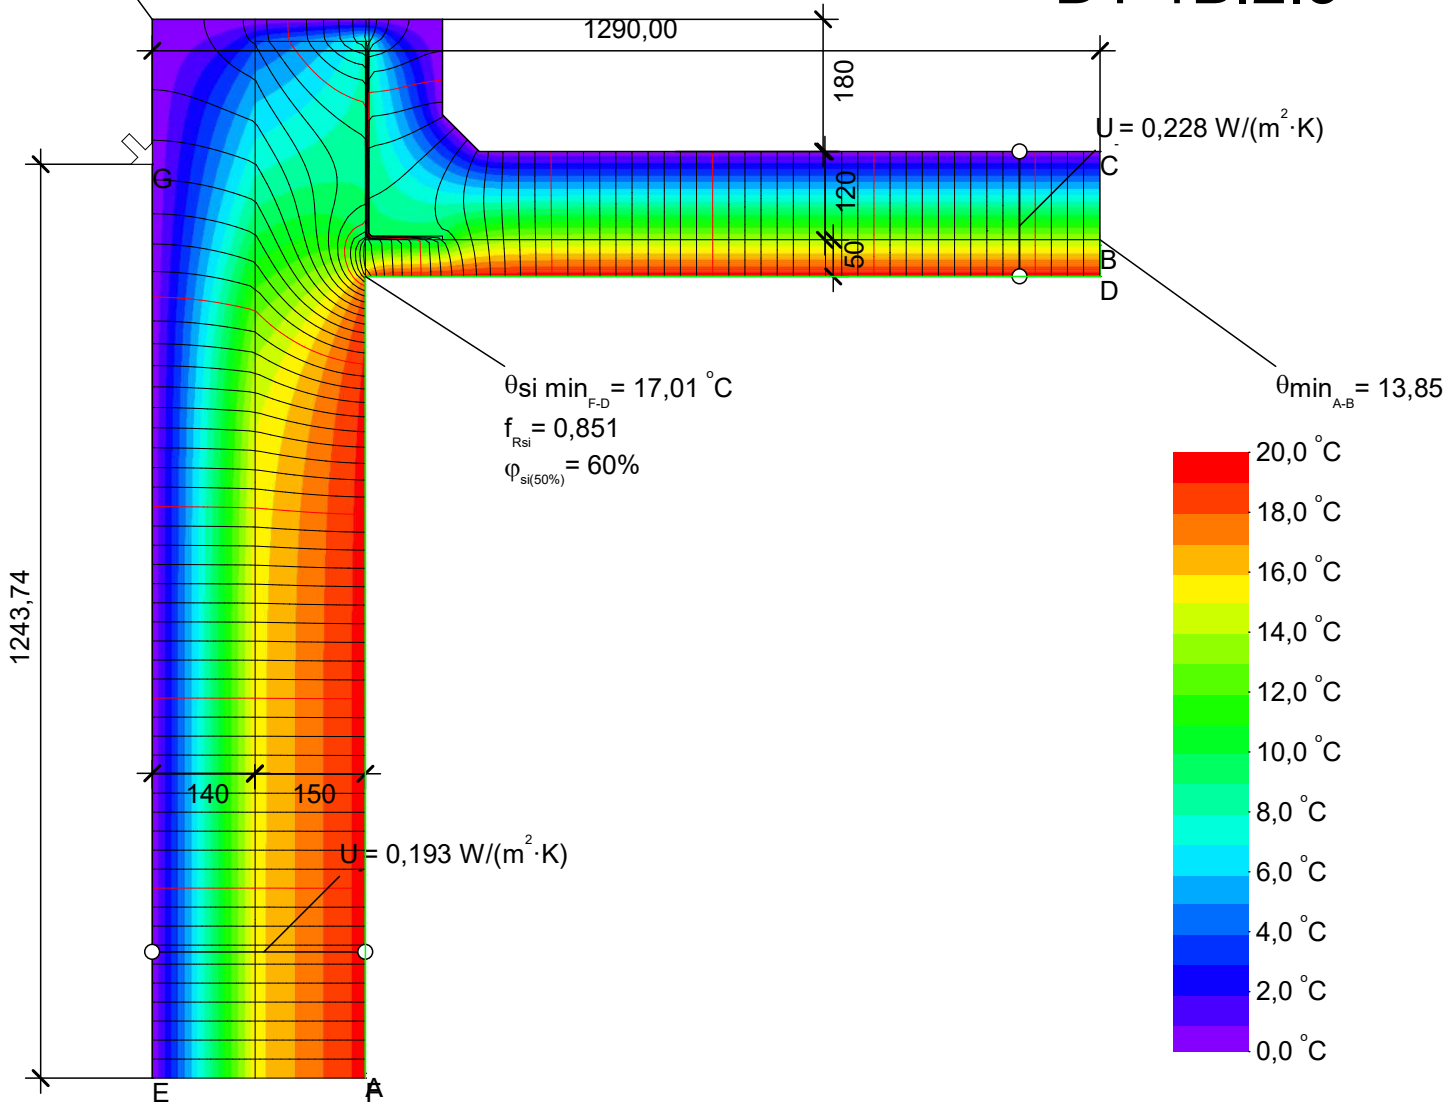 1290,00
180
U = 0,228 W/(m²·K)
C
G
120
50
B
D
θsi min F-D = 17,01 °C
fRsi = 0,851
φsi(50%) = 60%
θmin A-B = 13,85
20,0 °C
18,0 °C
16,0 °C
14,0 °C
12,0 °C
10,0 °C
8,0 °C
6,0 °C
4,0 °C
2,0 °C
0,0 °C
1243,74
140
150
U = 0,193 W/(m²·K)
E
A
F